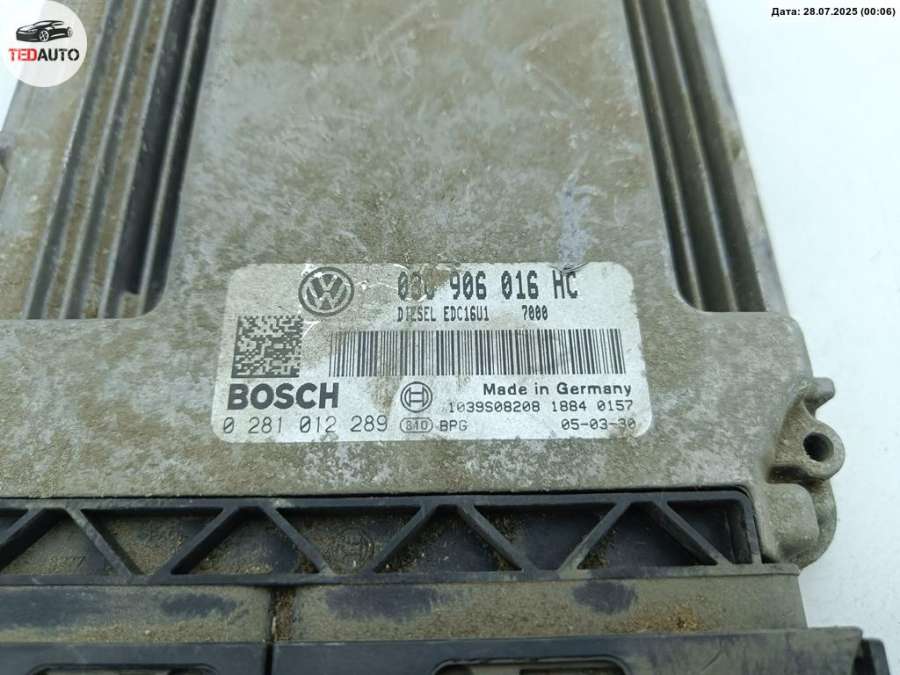 TEDAUTO
Дата: 28.07.2025 (00:06)
03G 906 016 HC
DIESEL EDC16U1 7000
BOSCH
Made in Germany
1039S08208 1884 0157
0 281 012 289 810 BPG 05-03-30